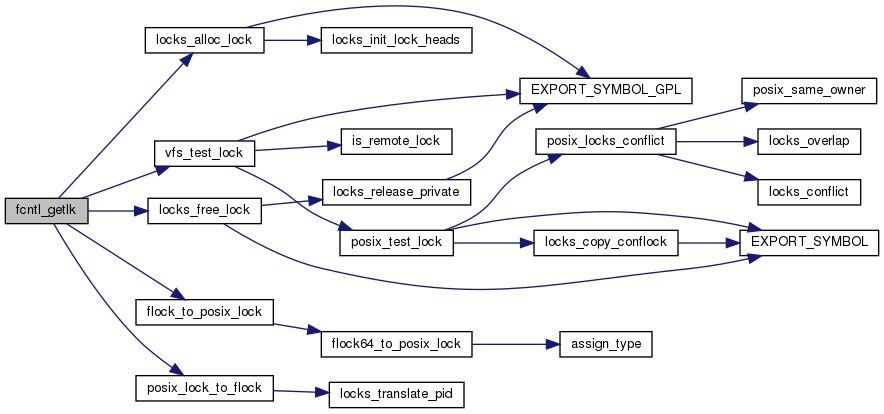 locks_alloc_lock
locks_init_lock_heads
EXPORT_SYMBOL_GPL
posix_same_owner
vfs_test_lock
is_remote_lock
posix_locks_conflict
locks_overlap
locks_release_private
locks_conflict
fcntl_getlk
locks_free_lock
posix_test_lock
locks_copy_conflock
EXPORT_SYMBOL
flock_to_posix_lock
flock64_to_posix_lock
assign_type
posix_lock_to_flock
locks_translate_pid